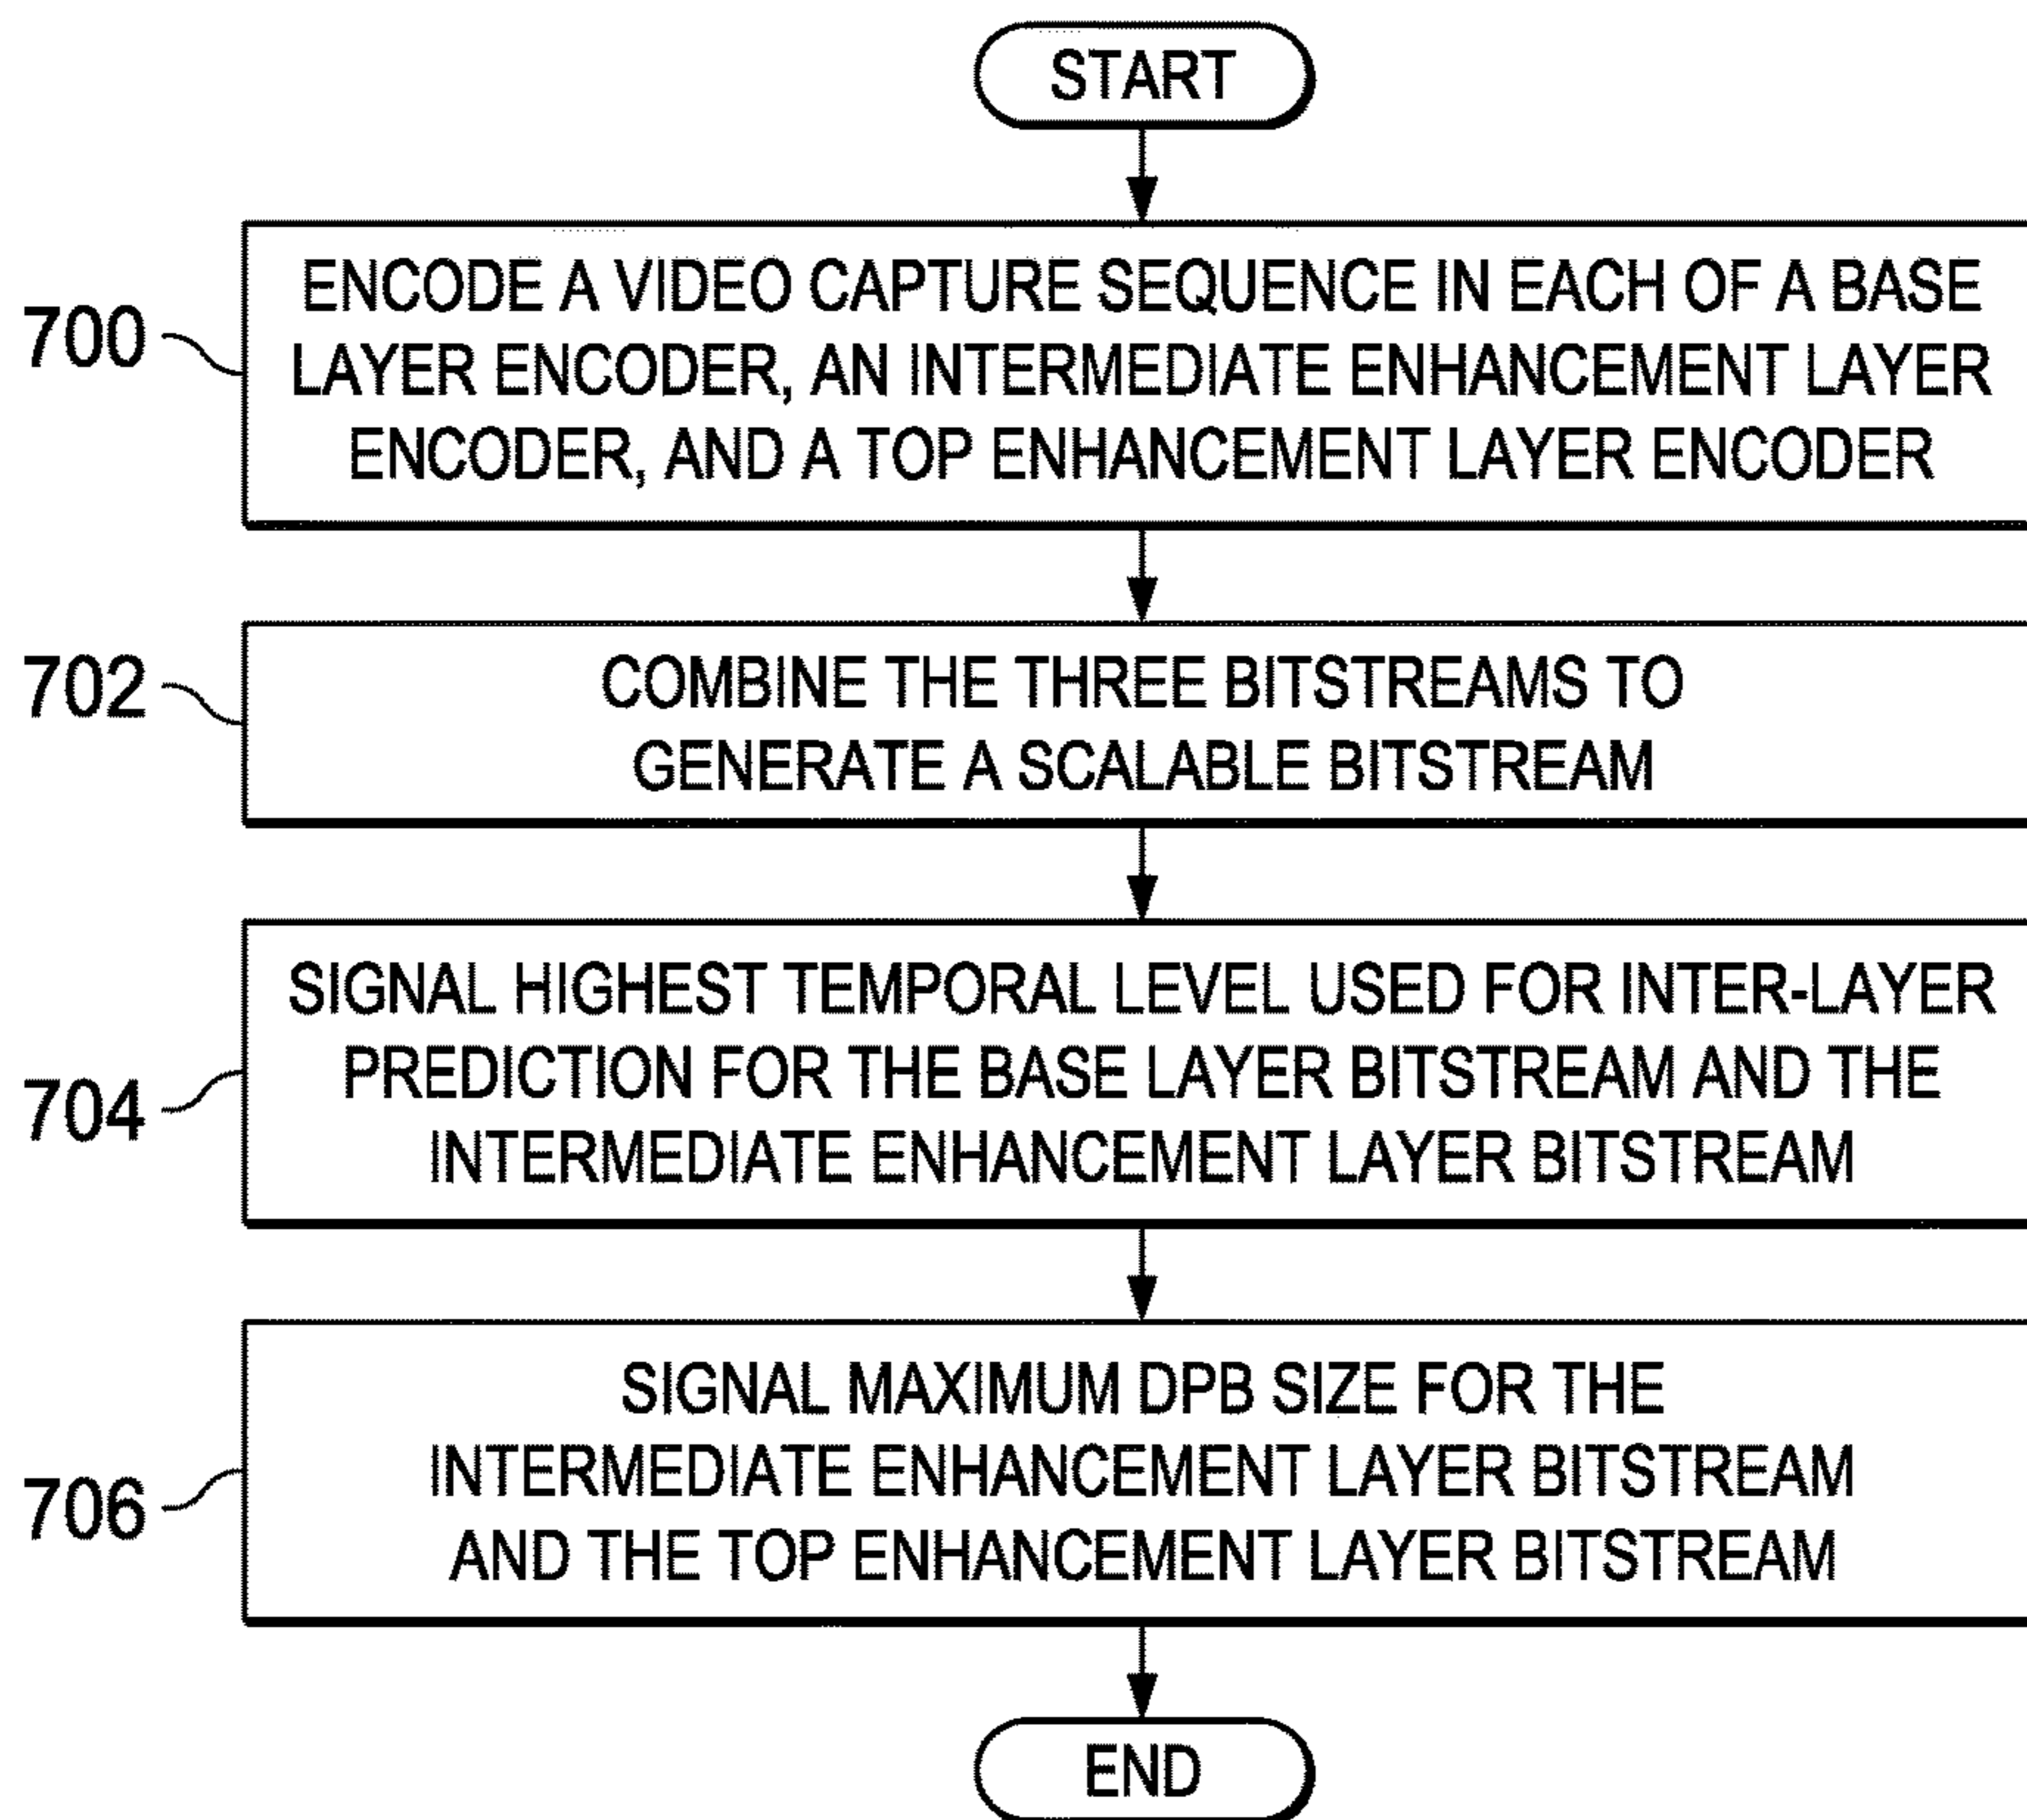 START
700
ENCODE A VIDEO CAPTURE SEQUENCE IN EACH OF A BASE
LAYER ENCODER, AN INTERMEDIATE ENHANCEMENT LAYER
ENCODER, AND A TOP ENHANCEMENT LAYER ENCODER
702
COMBINE THE THREE BITSTREAMS TO
GENERATE A SCALABLE BITSTREAM
704
SIGNAL HIGHEST TEMPORAL LEVEL USED FOR INTER-LAYER
PREDICTION FOR THE BASE LAYER BITSTREAM AND THE
INTERMEDIATE ENHANCEMENT LAYER BITSTREAM
706
SIGNAL MAXIMUM DPB SIZE FOR THE
INTERMEDIATE ENHANCEMENT LAYER BITSTREAM
AND THE TOP ENHANCEMENT LAYER BITSTREAM
END